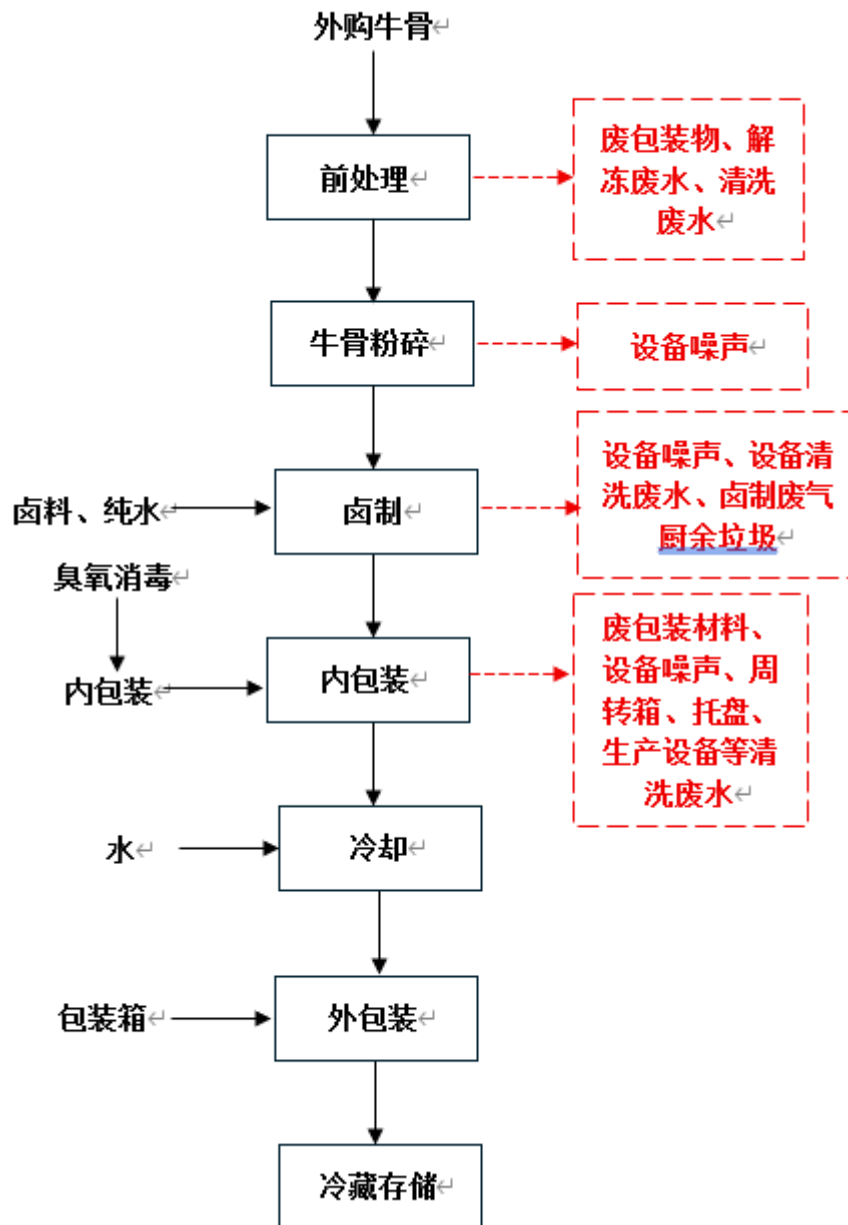 外购牛骨
前处理
废包装物、解
冻废水、清洗
废水
牛骨粉碎
设备噪声
卤料、纯水
卤制
设备噪声、设备清
洗废水、卤制废气
厨余垃圾
臭氧消毒
内包装
内包装
废包装材料、
设备噪声、周
转箱、托盘、
生产设备等清
洗废水
水
冷却
包装箱
外包装
冷藏存储